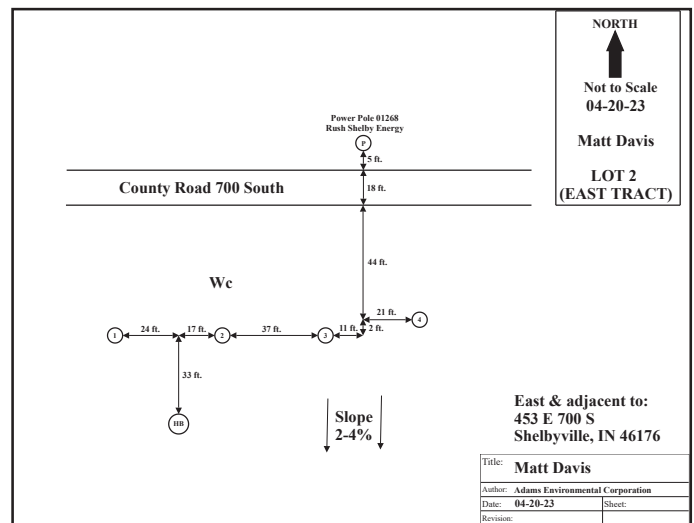 NORTH
Not to Scale
04-20-23
Matt Davis
LOT 2
(EAST TRACT)
Power Pole 01268
Rush Shelby Energy
P
5 ft.
County Road 700 South
18 ft.
44 ft.
Wc
21 ft.
4
1
24 ft.
17 ft.
2
37 ft.
3
11 ft.
2 ft.
33 ft.
HB
Slope
2-4%
East & adjacent to:
453 E 700 S
Shelbyville, IN 46176
Title: Matt Davis
Author: Adams Environmental Corporation
Date: 04-20-23 Sheet:
Revision: